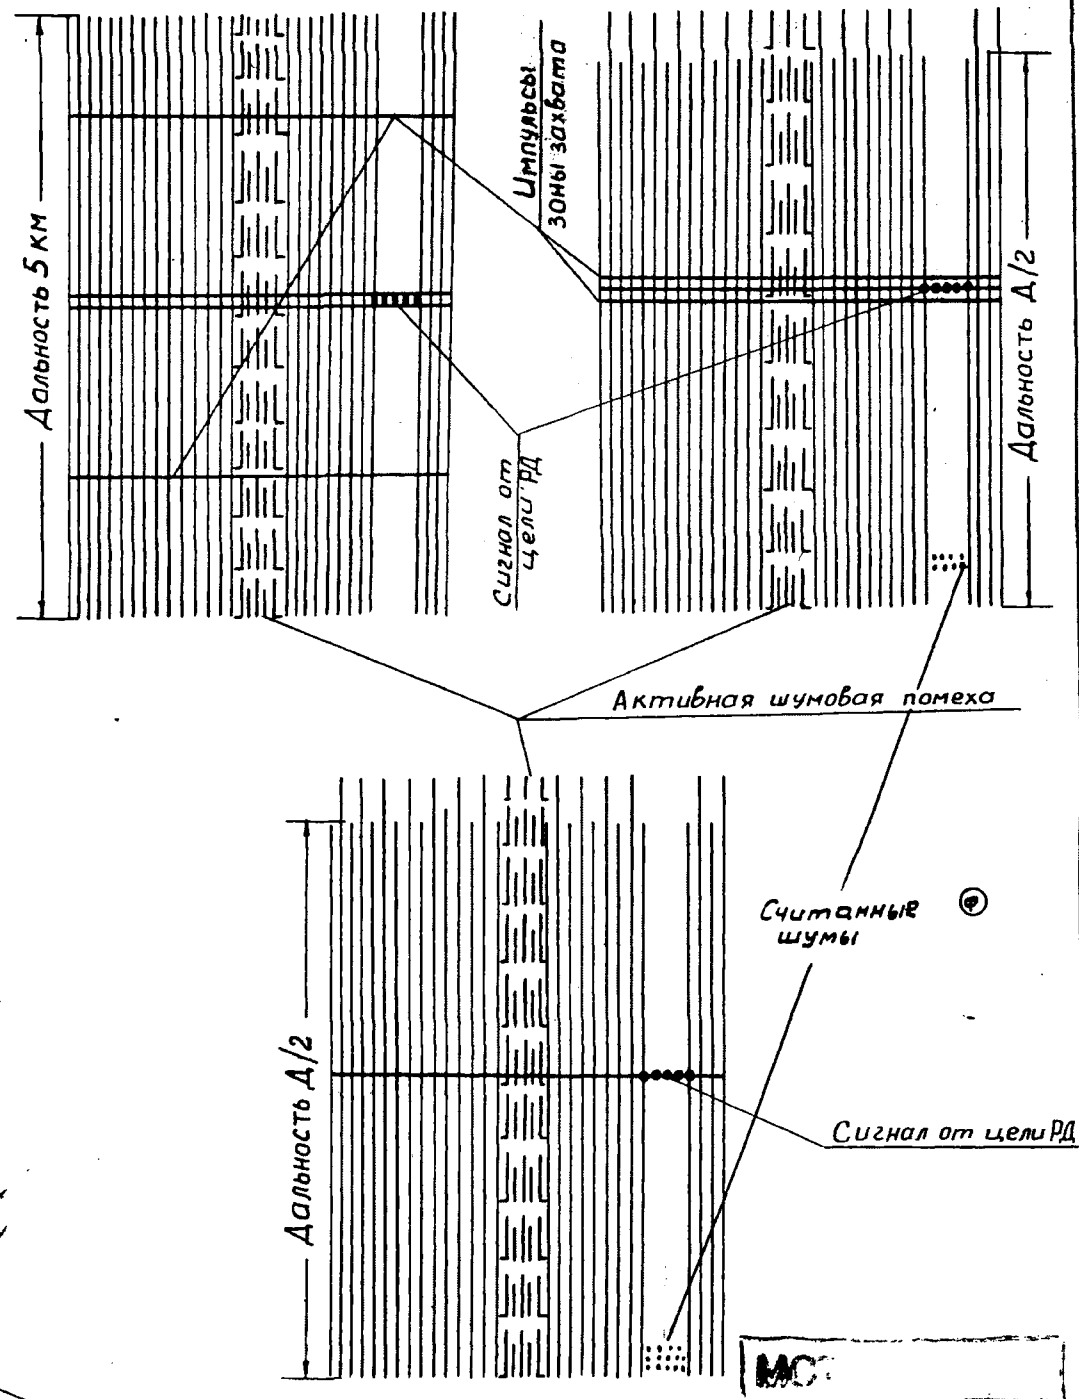 Дальность 5 км
Импульсы
зоны захвата
Дальность Д/2
Сигнал от
цели РД
Активная шумовая помеха
Считанные
шумы
Ф
Дальность Д/2
Сигнал от цели РД